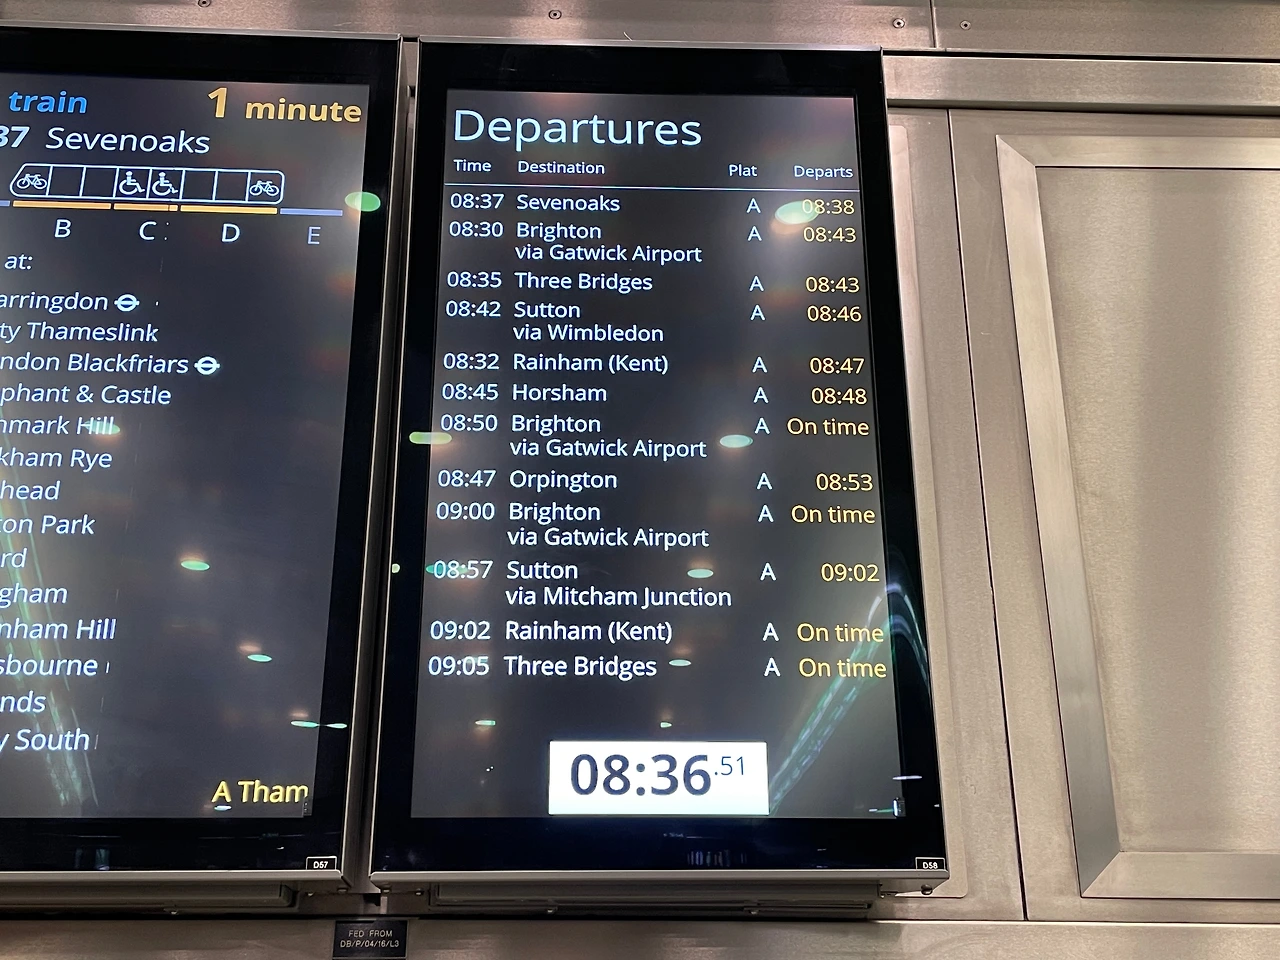 train 1 minute
37 Sevenoaks
B C D E
at:
arringdon
ty Thameslink
ndon Blackfriars
phant & Castle
nmark Hill
kham Rye
head
on Park
rd
gham
nham Hill
sbourne
nds
y South
A Tham
D57
Departures
Time Destination Plat Departs
08:37 Sevenoaks A 08:38
08:30 Brighton A 08:43
via Gatwick Airport
08:35 Three Bridges A 08:43
08:42 Sutton A 08:46
via Wimbledon
08:32 Rainham (Kent) A 08:47
08:45 Horsham A 08:48
08:50 Brighton A On time
via Gatwick Airport
08:47 Orpington A 08:53
09:00 Brighton A On time
via Gatwick Airport
08:57 Sutton A 09:02
via Mitcham Junction
09:02 Rainham (Kent) A On time
09:05 Three Bridges A On time
08:36.51
D58
FED FROM
DB/P/04/16/L3